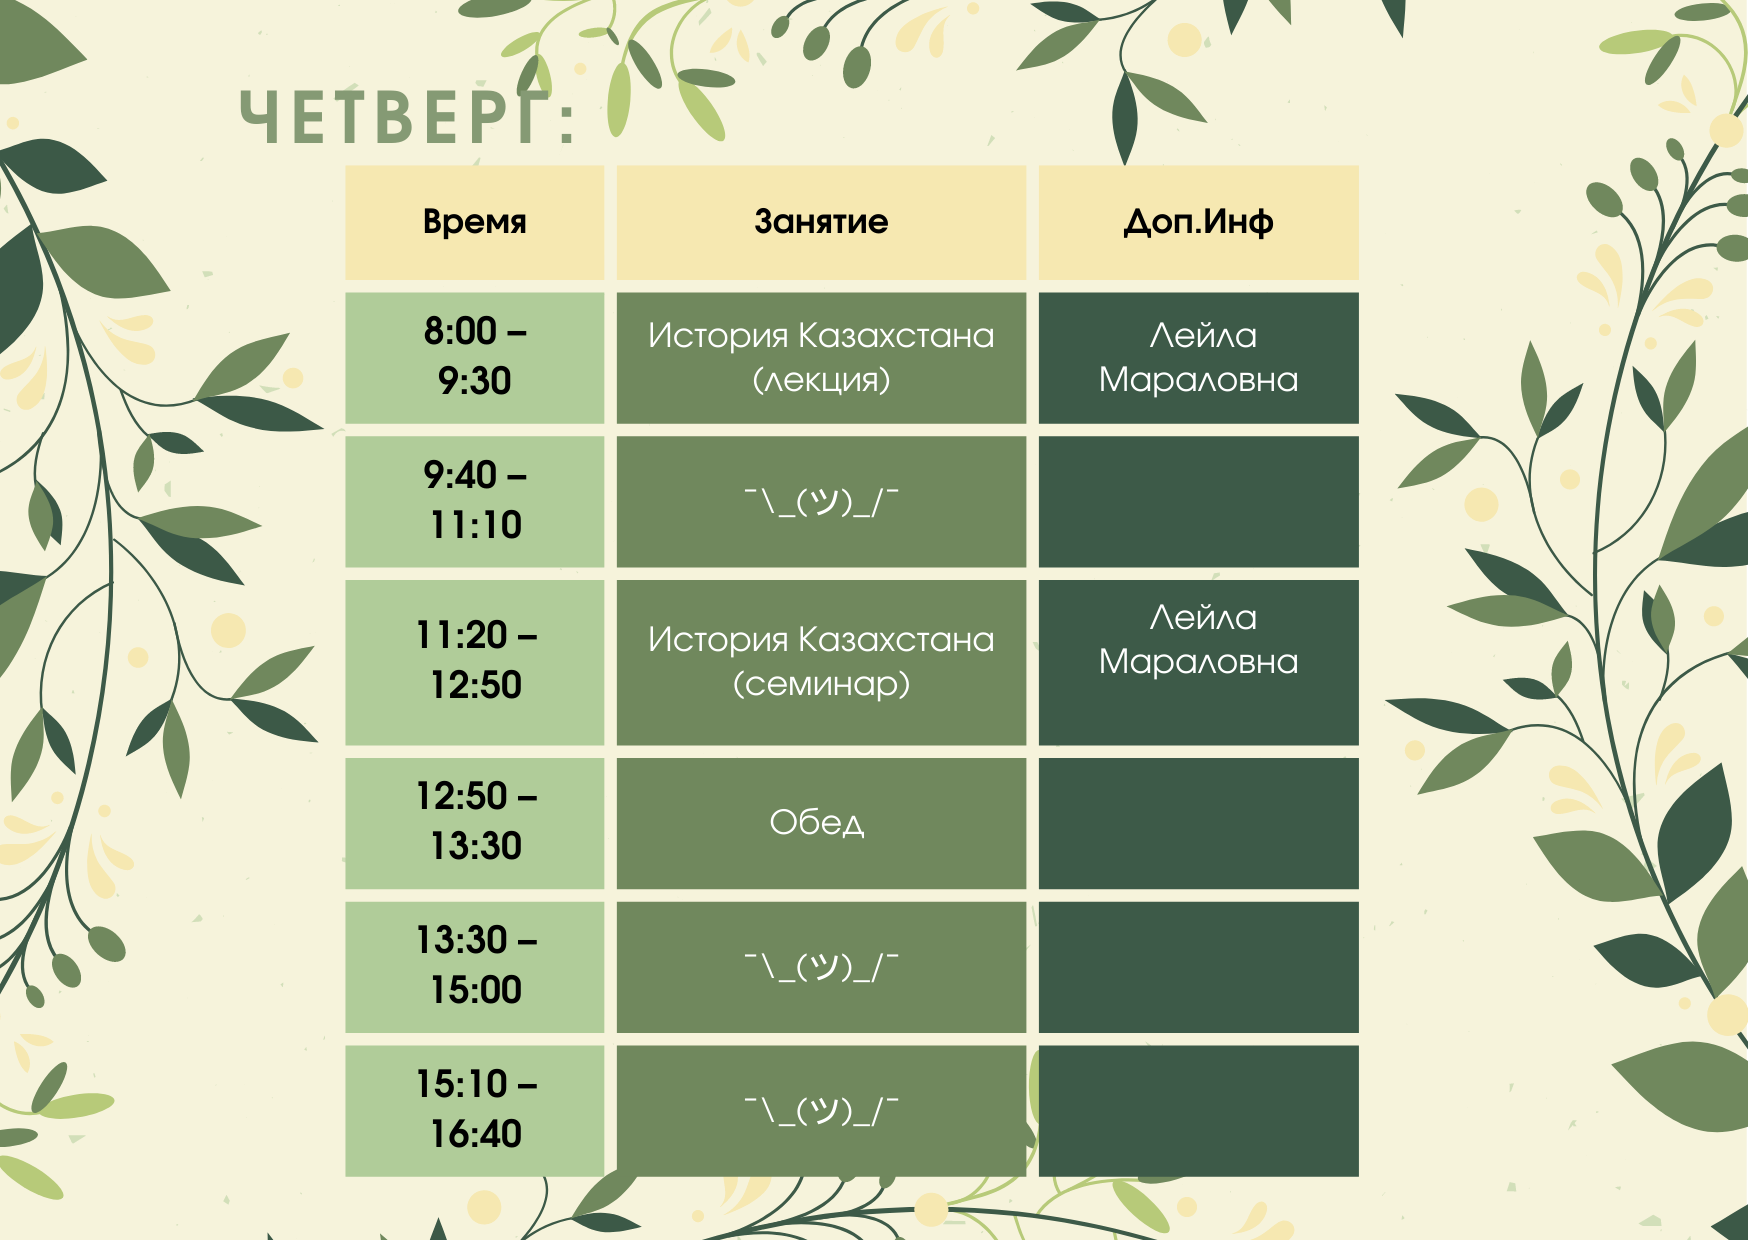 ЧЕТВЕРГ:
Время
Занятие
Доп.Инф
8:00 –
9:30
История Казахстана
(лекция)
Лейла
Мараловна
9:40 –
11:10
¯\_(ツ)_/¯
11:20 –
12:50
История Казахстана
(семинар)
Лейла
Мараловна
12:50 –
13:30
Обед
13:30 –
15:00
¯\_(ツ)_/¯
15:10 –
16:40
¯\_(ツ)_/¯